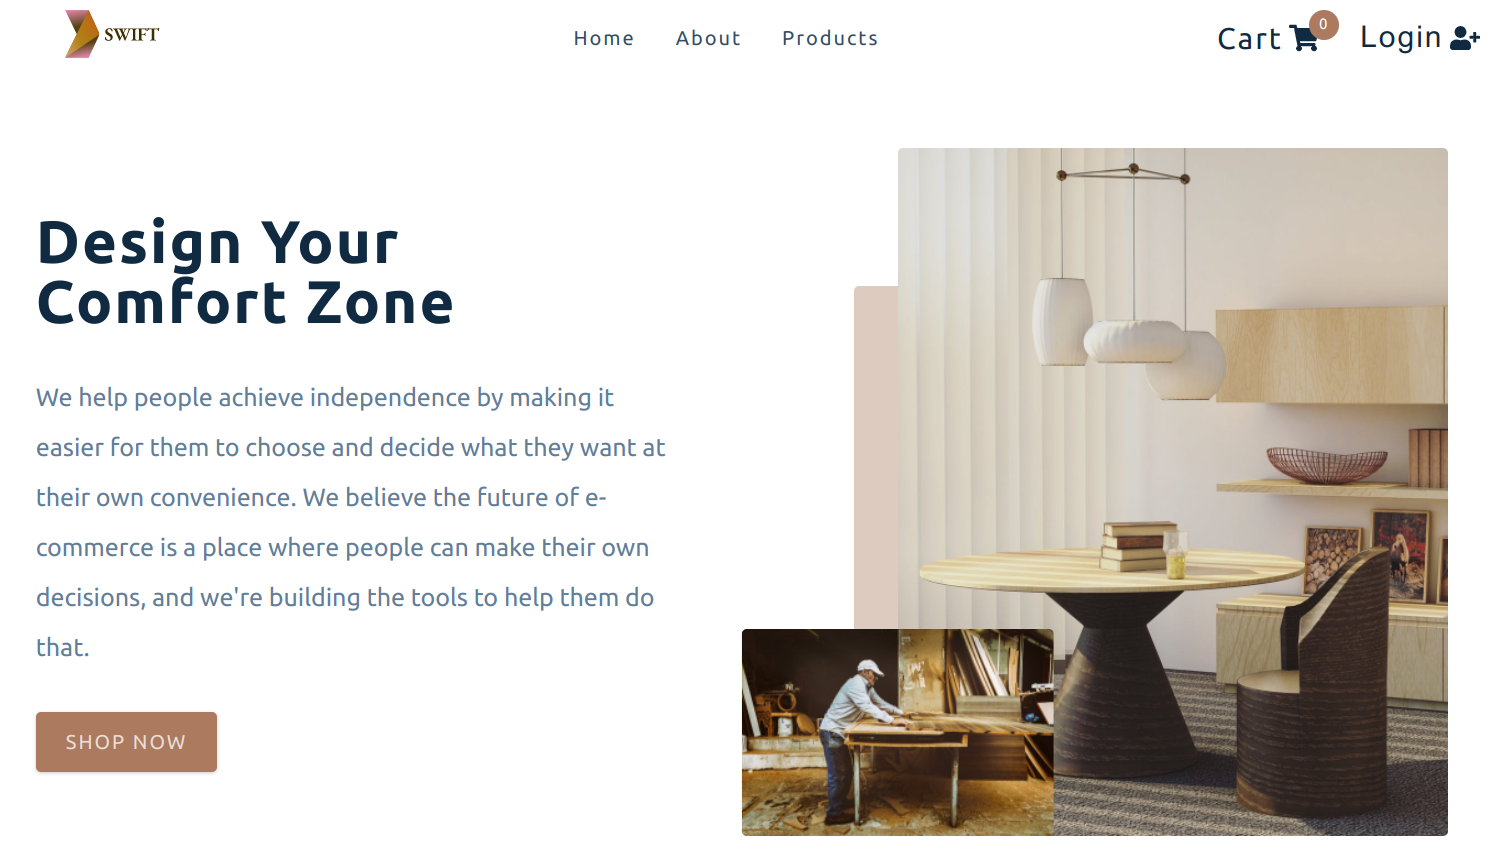 SWIFT
Home About Products
Cart 0 Login
Design Your
Comfort Zone
We help people achieve independence by making it
easier for them to choose and decide what they want at
their own convenience. We believe the future of e-
commerce is a place where people can make their own
decisions, and we're building the tools to help them do
that.
SHOP NOW